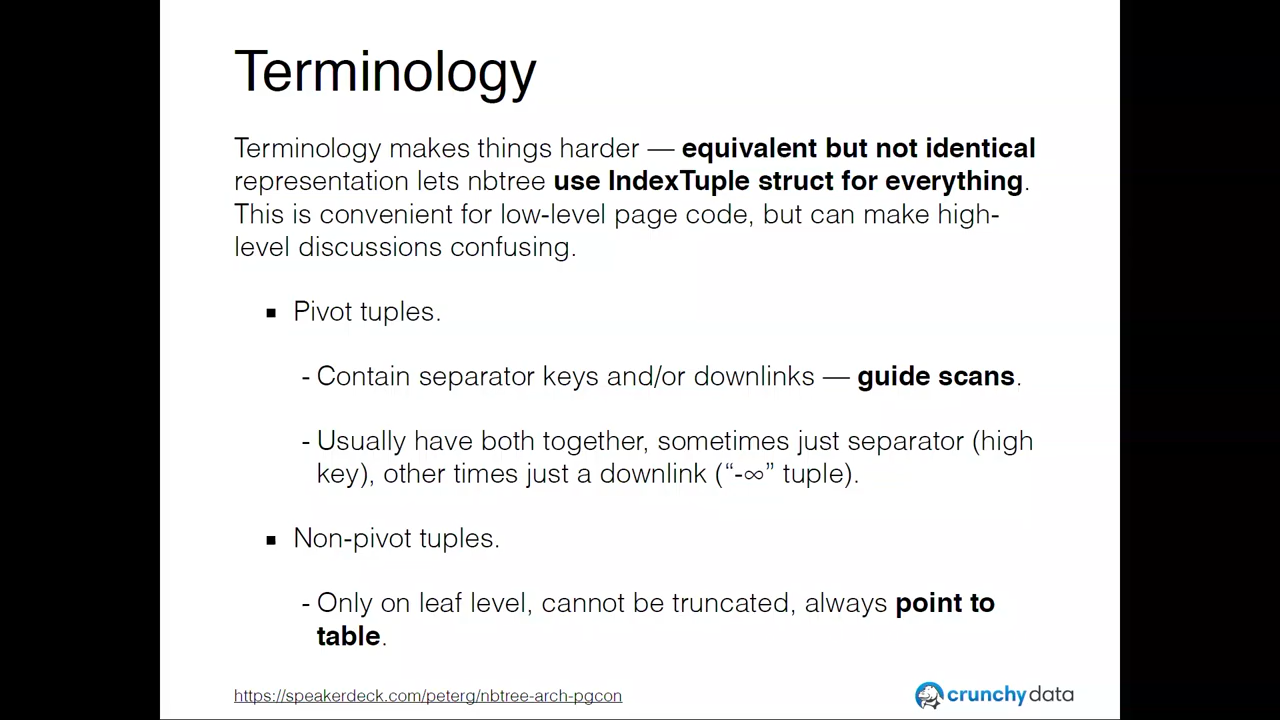 Terminology
Terminology makes things harder — equivalent but not identical
representation lets nbtree use IndexTuple struct for everything.
This is convenient for low-level page code, but can make high-
level discussions confusing.
▪ Pivot tuples.
- Contain separator keys and/or downlinks — guide scans.
- Usually have both together, sometimes just separator (high
key), other times just a downlink (“-∞” tuple).
▪ Non-pivot tuples.
- Only on leaf level, cannot be truncated, always point to
table.
https://speakerdeck.com/peterg/nbtree-arch-pgcon
crunchydata